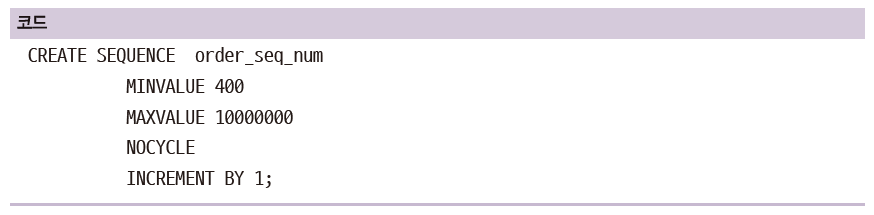 코드
CREATE SEQUENCE  order_seq_num
MINVALUE 400
MAXVALUE 10000000
NOCYCLE
INCREMENT BY 1;